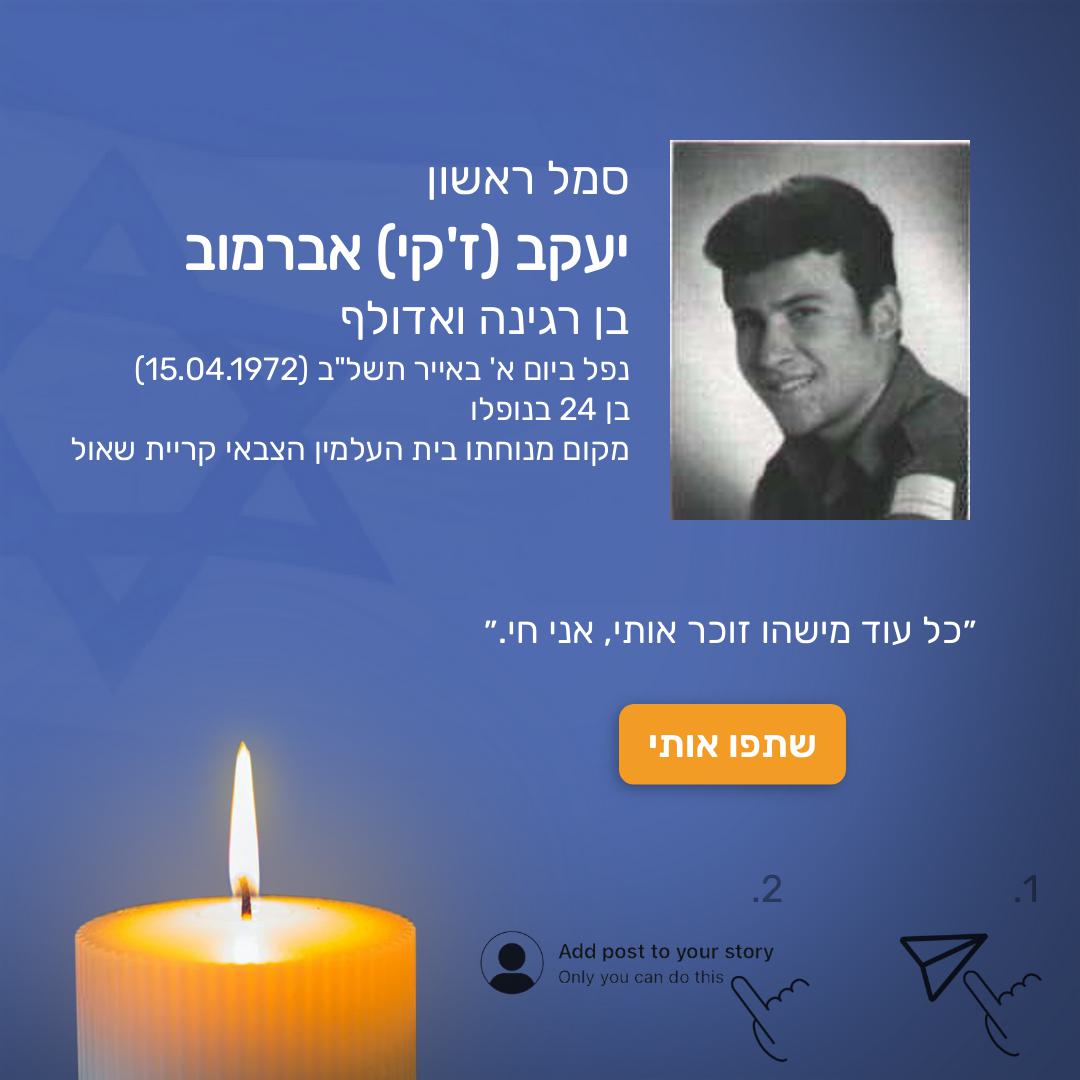 סמל ראשון
יעקב (ז'קי) אברמוב
בן רגינה ואדולף
נפל ביום א' באייר תשל"ב (15.04.1972)
בן 24 בנופלו
מקום מנוחתו בית העלמין הצבאי קריית שאול
״כל עוד מישהו זוכר אותי, אני חי.״
שתפו אותי
.1
.2
Add post to your story
Only you can do this